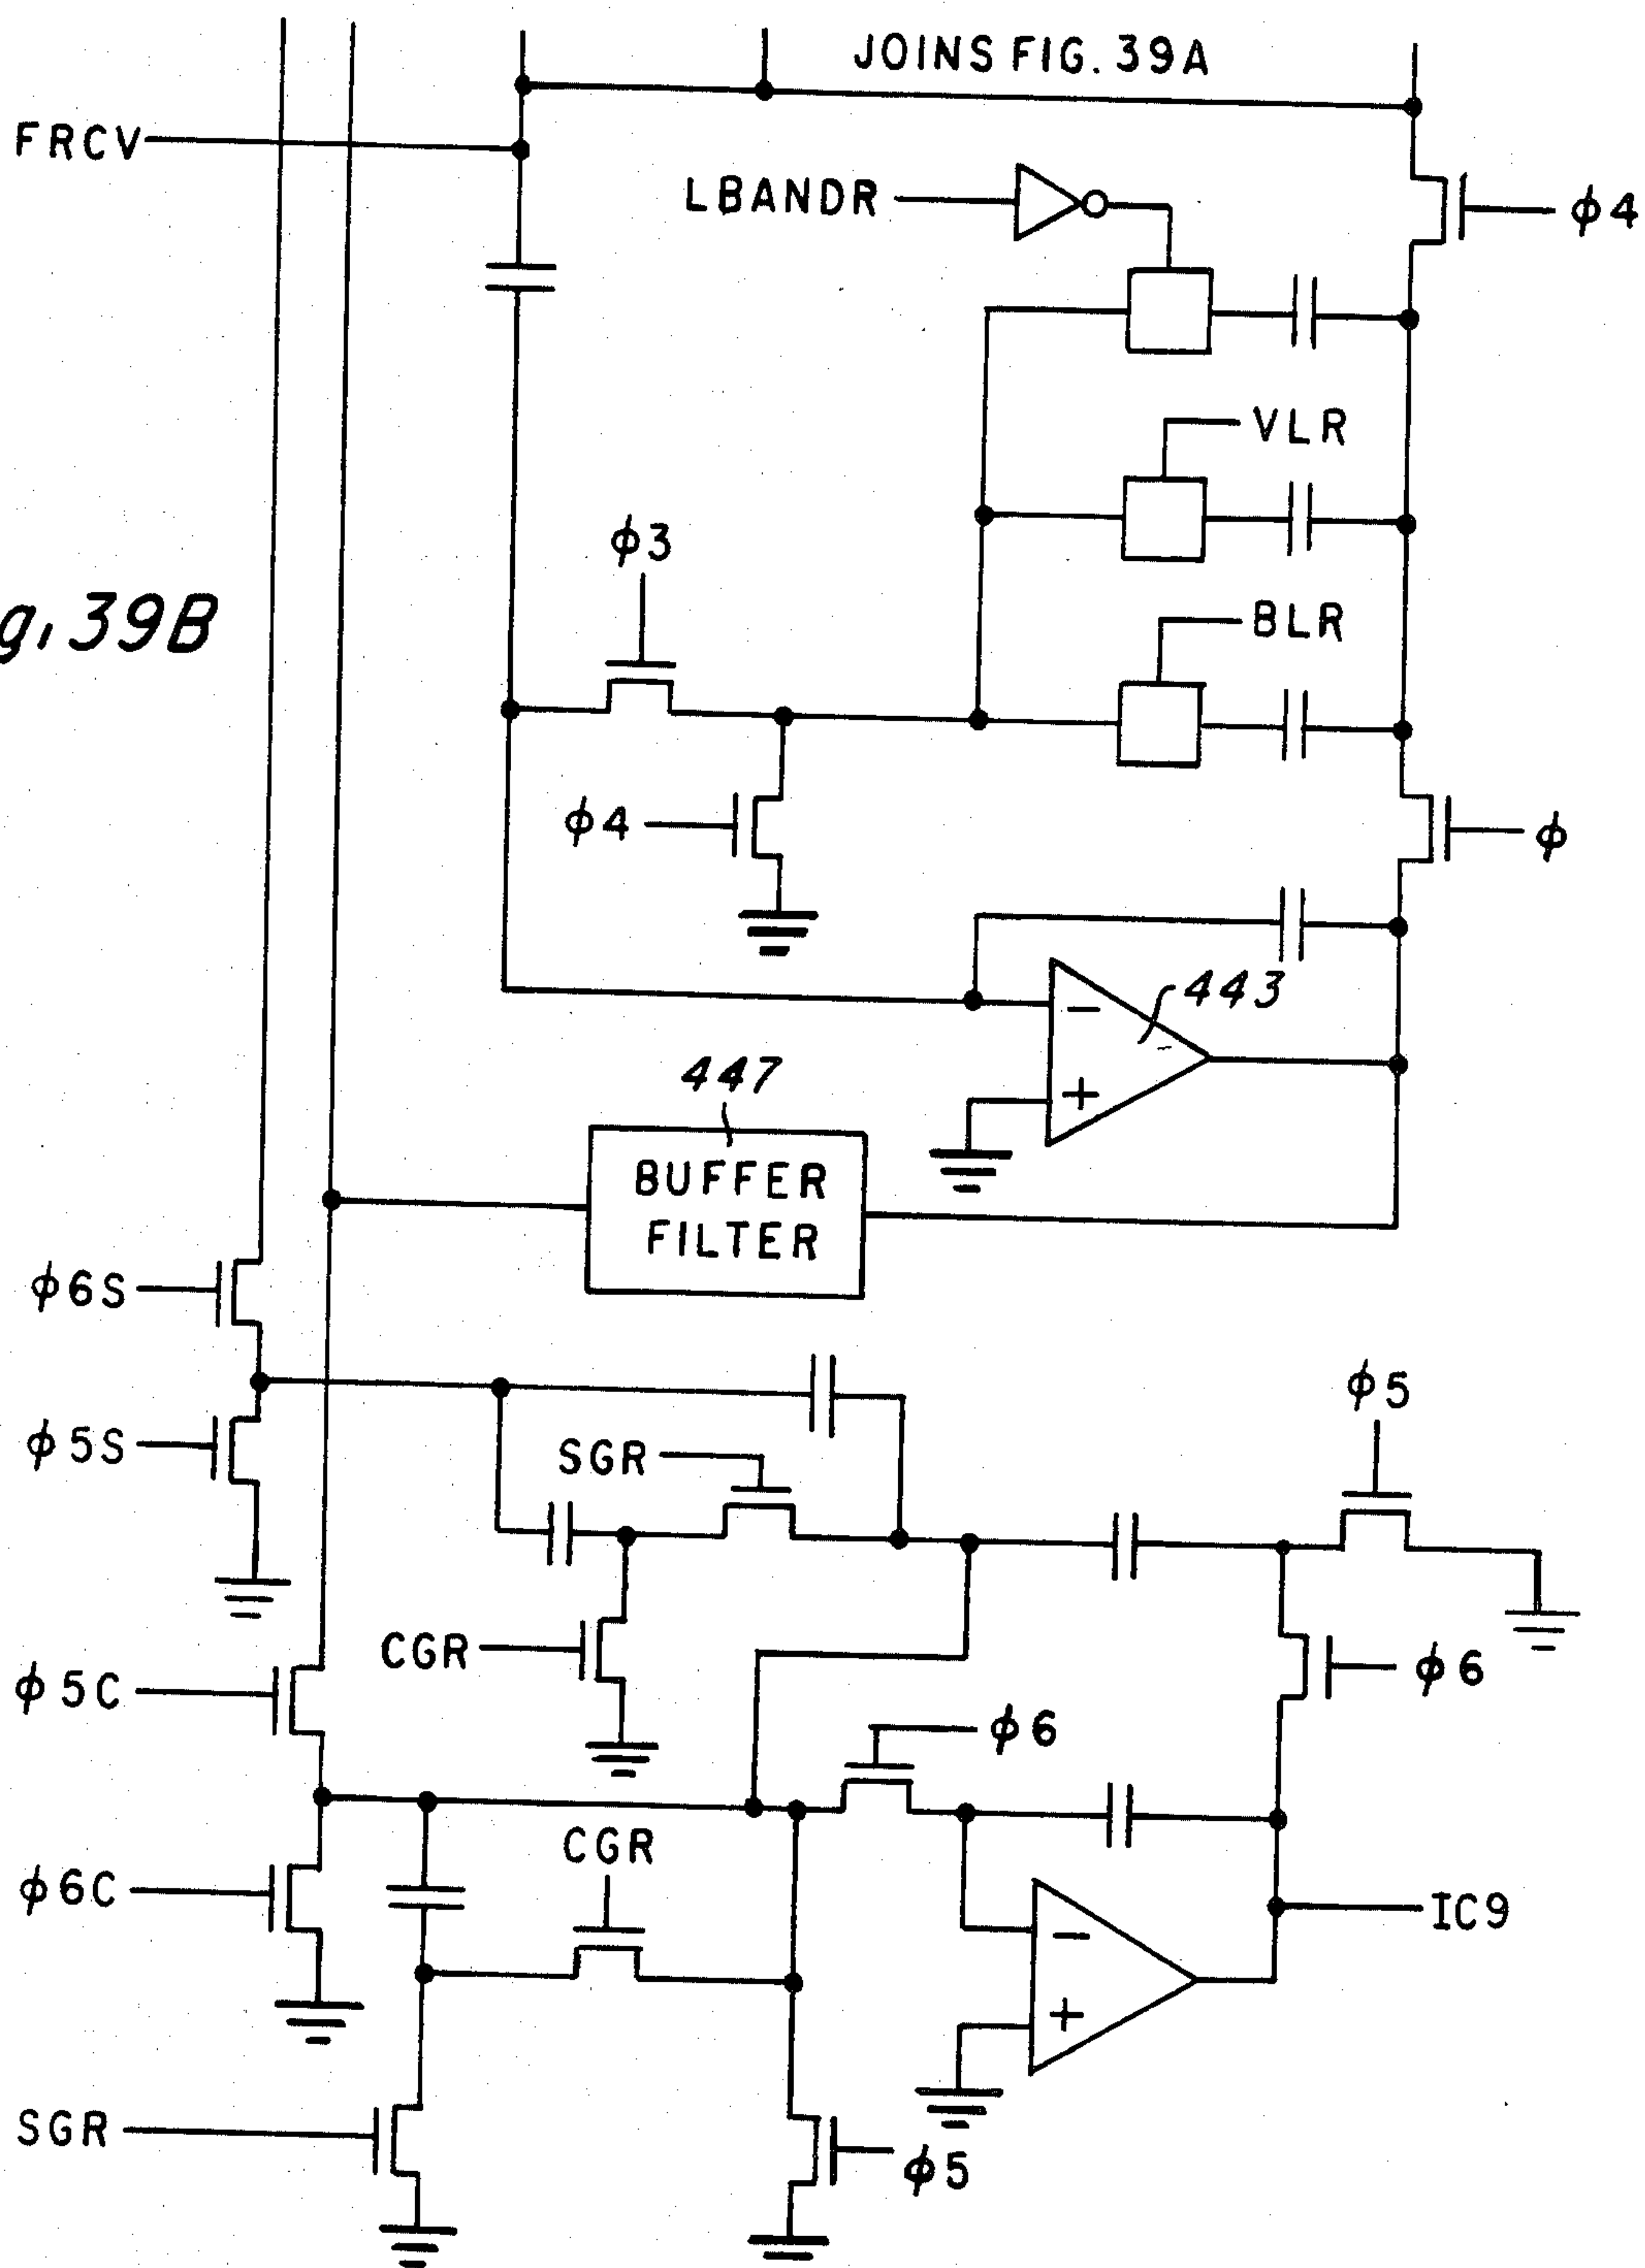 JOINS FIG. 39A
FRCV
LBANDR
φ4
VLR
φ3
g, 39B
BLR
φ4
φ
443
-
+
447
BUFFER
FILTER
φ6S
φ5
φ5S
SGR
CGR
φ5C
φ6
φ6
CGR
φ6C
IC9
-
+
SGR
φ5